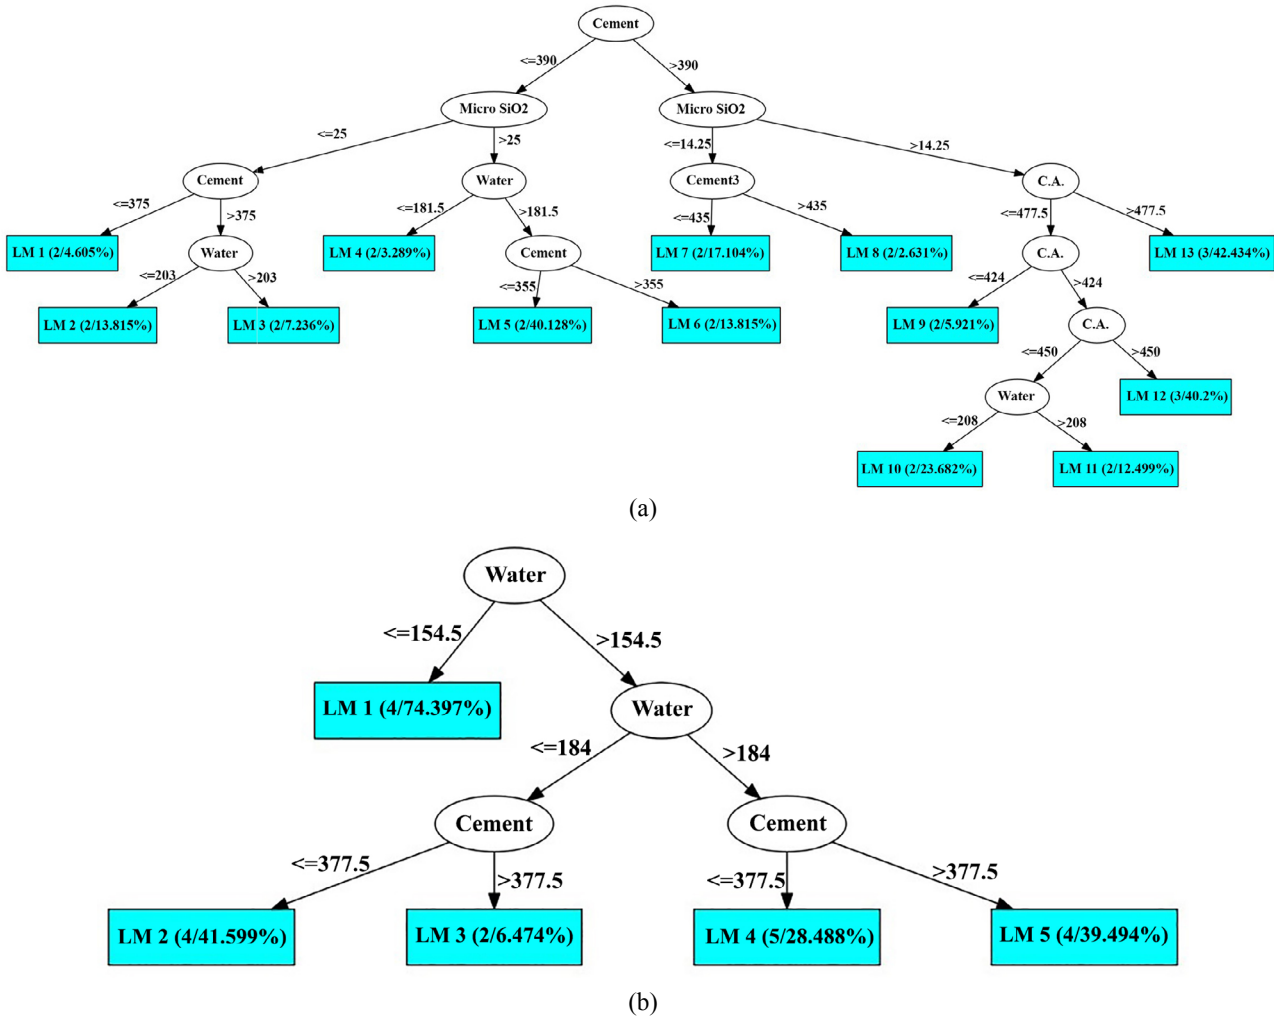 Cement
<=390
>390
Micro SiO2
Micro SiO2
<=25
>25
<=14.25
>14.25
Cement
Water
Cement3
C.A.
<=375
>375
<=181.5
>181.5
<=435
>435
<=477.5
>477.5
LM 1 (2/4.605%)
Water
LM 4 (2/3.289%)
Cement
LM 7 (2/17.104%)
LM 8 (2/2.631%)
C.A.
LM 13 (3/42.434%)
<=203
>203
<=355
>355
<=424
>424
LM 2 (2/13.815%)
LM 3 (2/7.236%)
LM 5 (2/40.128%)
LM 6 (2/13.815%)
LM 9 (2/5.921%)
C.A.
<=450
>450
Water
LM 12 (3/40.2%)
<=208
>208
LM 10 (2/23.682%)
LM 11 (2/12.499%)
(a)
Water
<=154.5
>154.5
LM 1 (4/74.397%)
Water
<=184
>184
Cement
Cement
<=377.5
>377.5
<=377.5
>377.5
LM 2 (4/41.599%)
LM 3 (2/6.474%)
LM 4 (5/28.488%)
LM 5 (4/39.494%)
(b)